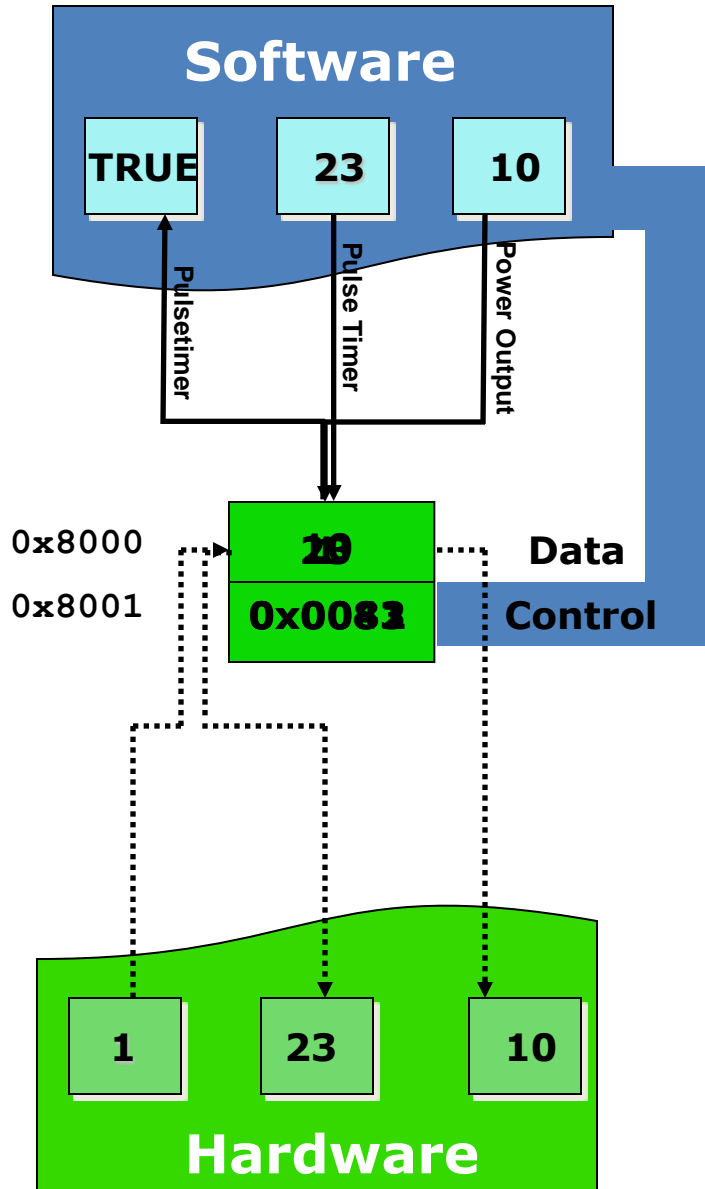 Software
TRUE
23
10
Pulsetimer
Pulse Timer
Power Output
0x8000
Data
0x8001
Control
1
23
10
Hardware